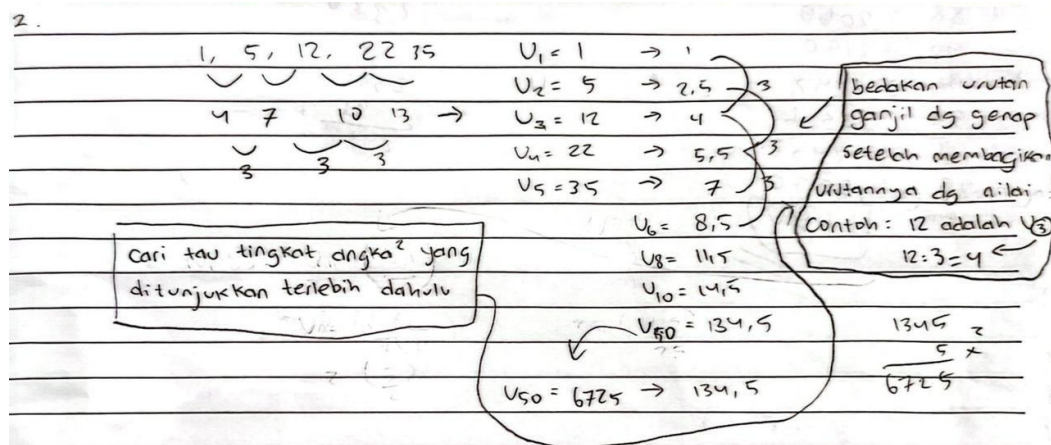 2.
1, 5, 12, 22 35
4 7 10 13 →
3 3 3
U1 = 1 → 1
U2 = 5 → 2,5
U3 = 12 → 4
U4 = 22 → 5,5
U5 = 35 → 7
U6 = 8,5
U8 = 11,5
U10 = 14,5
U50 = 134,5
U50 = 6725 → 134,5
3
3
3
bedakan urutan
ganjil dg genap
setelah membagikan
urutannya dg nilai
Contoh : 12 adalah U3
12:3=4
Cari tau tingkat angka² yang
ditunjukkan terlebih dahulu
1345
5 x
6725
2